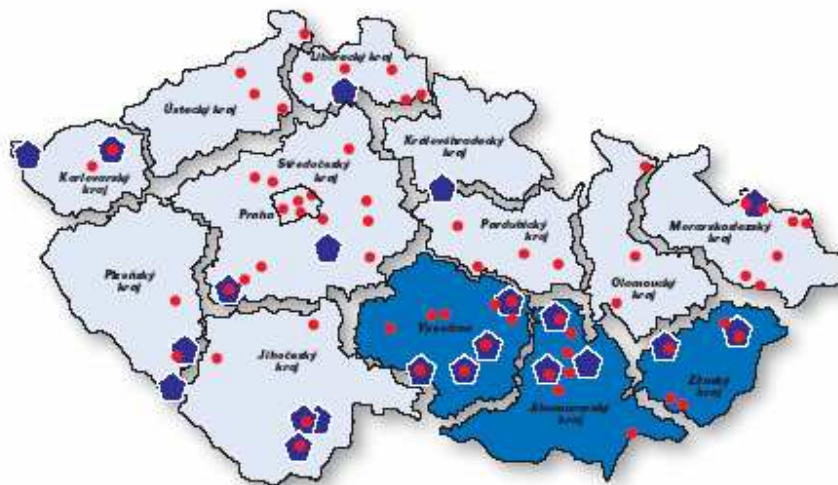 Liberecký kraj
Ústecký kraj
Karlovarský
kraj
Královéhradecký
kraj
Středočeský
kraj
Praha
Pardubický
kraj
Moravskoslezský
kraj
Olomoucký
kraj
Plzeňský
kraj
Vysočina
Jihočeský
kraj
Jihomoravský
kraj
Zlínský
kraj